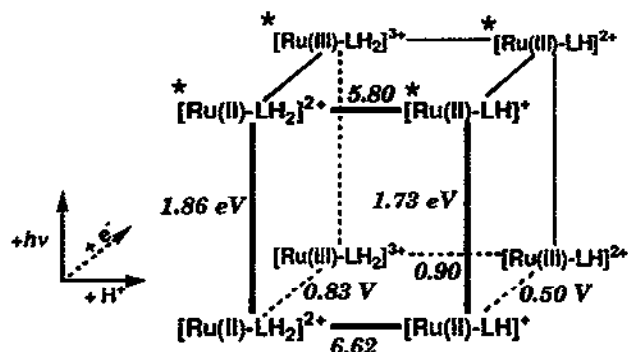 * [Ru(III)-LH₂]³⁺ * [Ru(III)-LH]²⁺
* [Ru(II)-LH₂]²⁺ 5.80 * [Ru(II)-LH]⁺
1.86 eV 1.73 eV
+hν + e⁻ + H⁺
[Ru(III)-LH₂]³⁺ 0.90 [Ru(III)-LH]²⁺
0.83 V 0.50 V
[Ru(II)-LH₂]²⁺ 6.62 [Ru(II)-LH]⁺